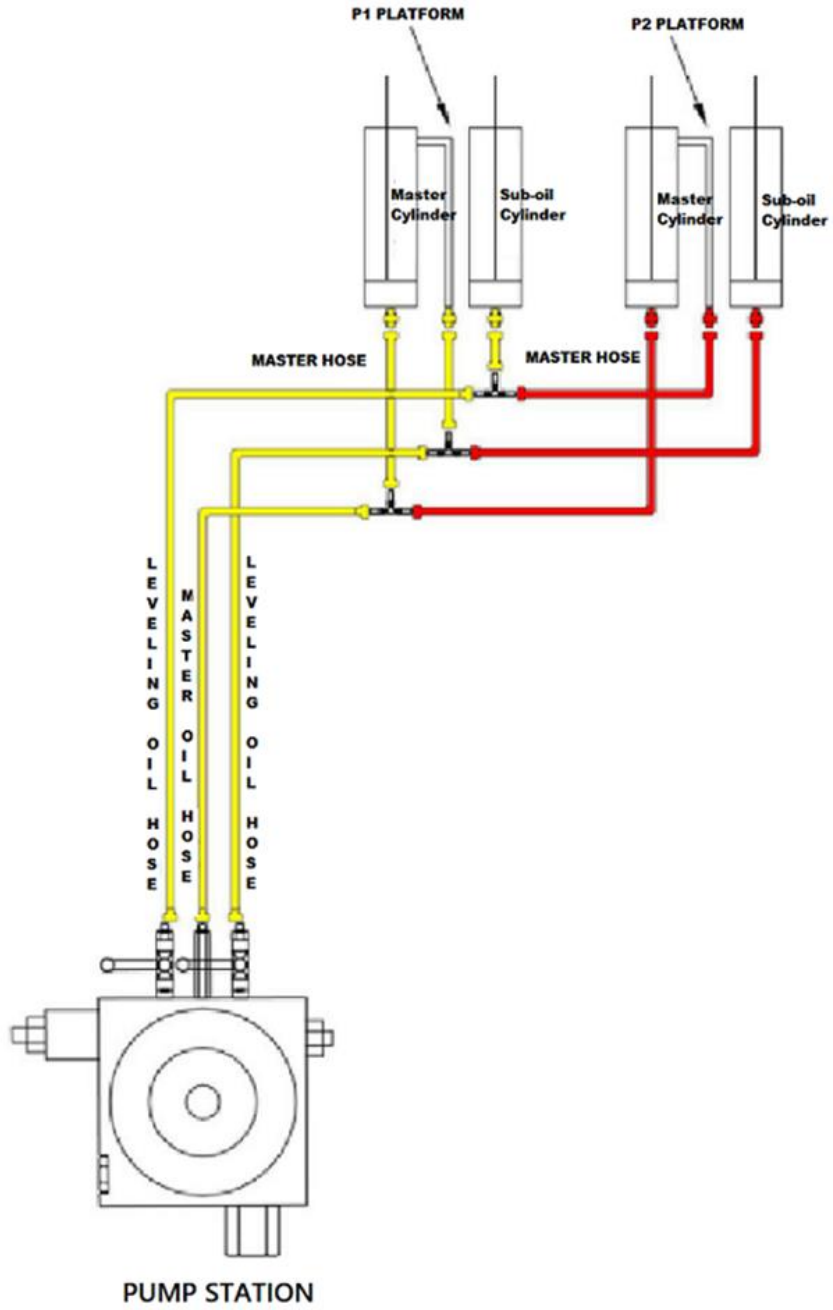 P1 PLATFORM
P2 PLATFORM
Master
Cylinder
Sub-oil
Cylinder
Master
Cylinder
Sub-oil
Cylinder
MASTER HOSE
MASTER HOSE
LEVELING OIL HOSE
MASTER OIL HOSE
LEVELING OIL HOSE
PUMP STATION